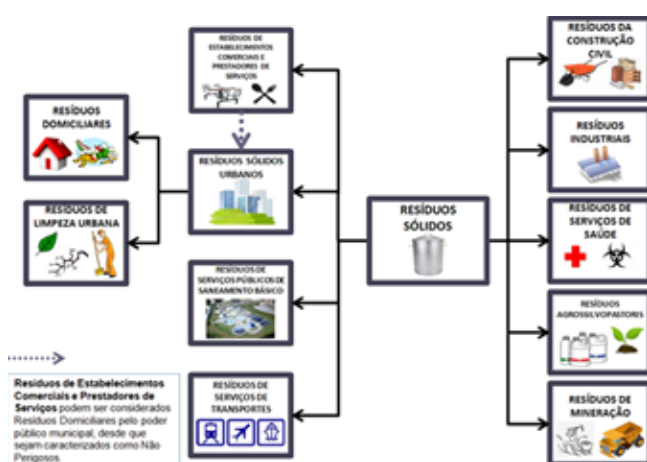 RESÍDUOS DE
ESTABELECIMENTOS
COMERCIAIS E
PRESTADORES DE
SERVIÇOS
RESÍDUOS
DOMICILIARES
RESÍDUOS SÓLIDOS
URBANOS
RESÍDUOS DE
LIMPEZA URBANA
RESÍDUOS DE
SERVIÇOS PÚBLICOS DE
SANEAMENTO BÁSICO
RESÍDUOS DE
SERVIÇOS DE
TRANSPORTES
RESÍDUOS
SÓLIDOS
RESÍDUOS DA
CONSTRUÇÃO
CIVIL
RESÍDUOS
INDUSTRIAIS
RESÍDUOS DE
SERVIÇOS DE
SAÚDE
RESÍDUOS
AGROSSILVOPASTORIS
RESÍDUOS DE
MINERAÇÃO
Resíduos de Estabelecimentos
Comerciais e Prestadores de
Serviços podem ser considerados
Resíduos Domiciliares pelo poder
público municipal, desde que
sejam caracterizados como Não
Perigosos.